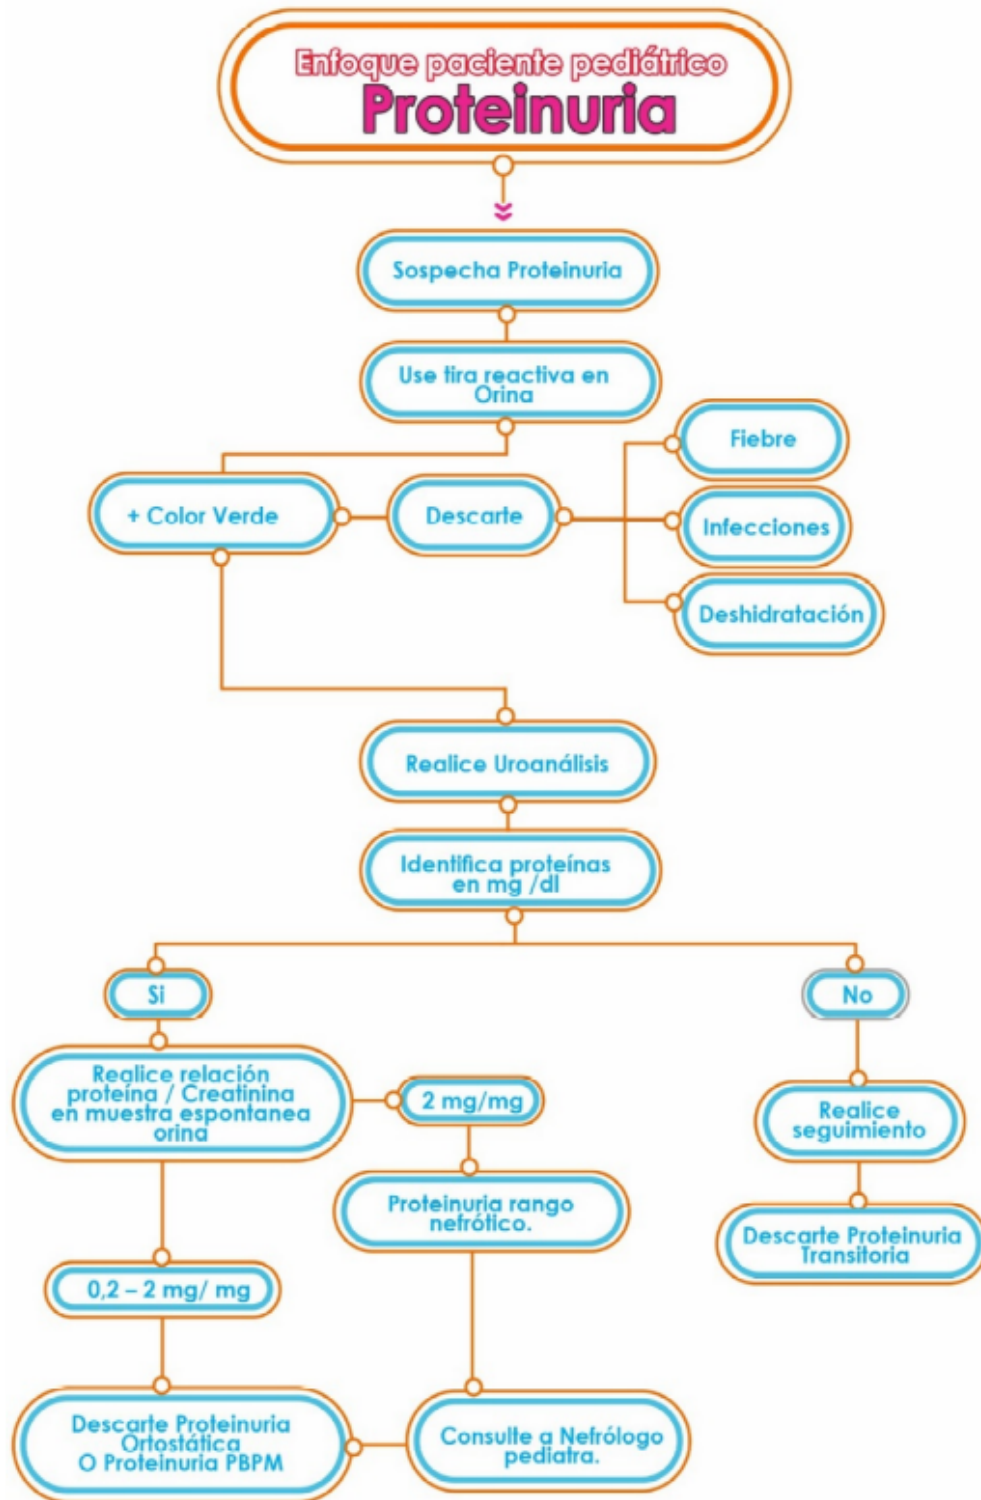 Enfoque paciente pediátrico
Proteinuria
Sospecha Proteinuria
Use tira reactiva en
Orina
+ Color Verde
Descarte
Fiebre
Infecciones
Deshidratación
Realice Uroanálisis
Identifica proteínas
en mg /dl
Si
No
Realice relación
proteína / Creatinina
en muestra espontanea
orina
2 mg/mg
Realice
seguimiento
Proteinuria rango
nefrótico.
Descarte Proteinuria
Transitoria
0,2 – 2 mg/ mg
Descarte Proteinuria
Ortostática
O Proteinuria PBPM
Consulte a Nefrólogo
pediatra.